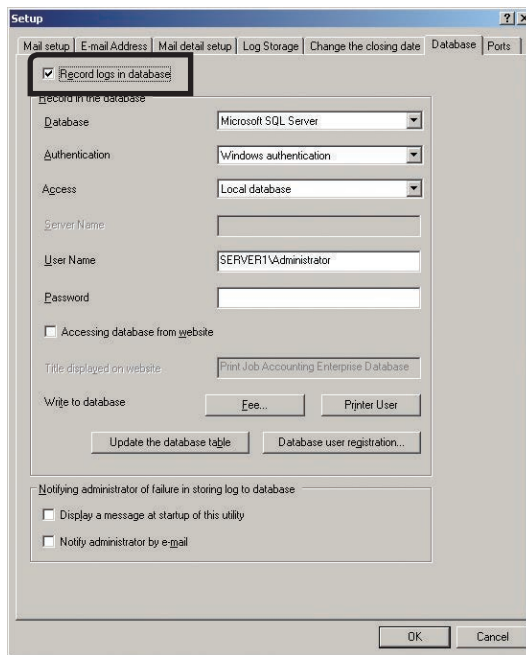 Setup
Mail setup E-mail Address Mail detail setup Log Storage Change the closing date Database Ports
Record logs in database
Record in the database
Database Microsoft SQL Server
Authentication Windows authentication
Access Local database
Server Name
User Name SERVER1\Administrator
Password
Accessing database from website
Title displayed on website Print Job Accounting Enterprise Database
Write to database Fee... Printer User
Update the database table Database user registration...
Notifying administrator of failure in storing log to database
Display a message at startup of this utility
Notify administrator by e-mail
OK Cancel